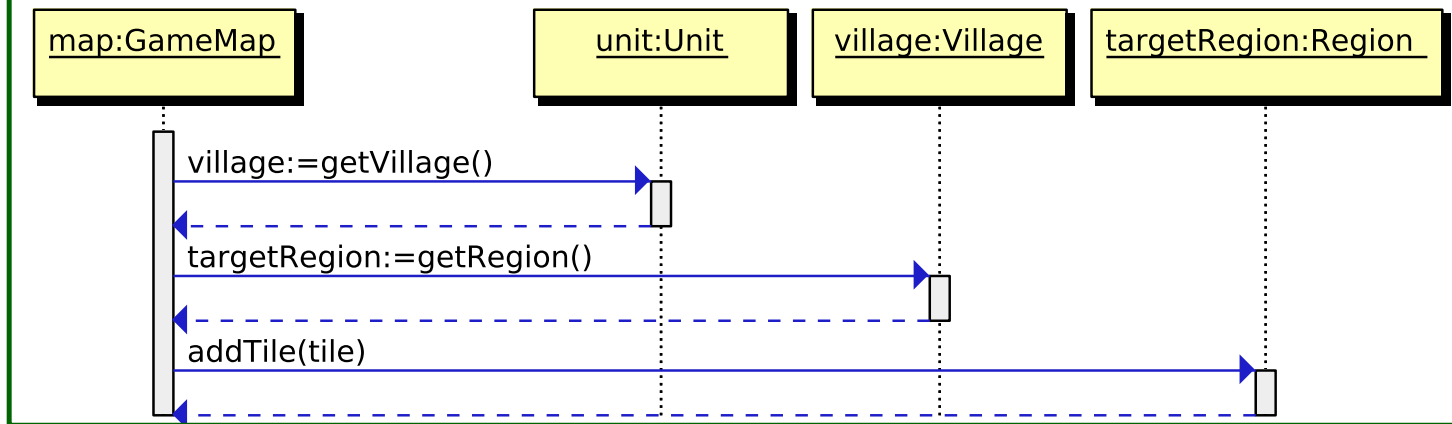 map:GameMap
unit:Unit
village:Village
targetRegion:Region
village:=getVillage()
targetRegion:=getRegion()
addTile(tile)